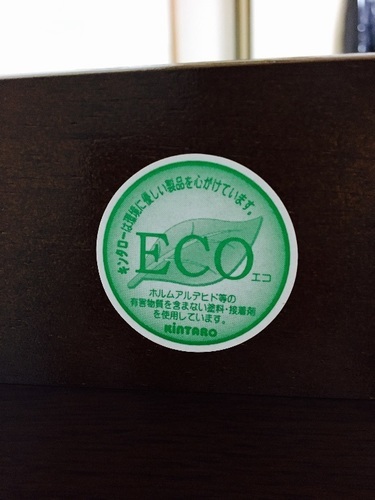 キンタローは環境に優しい製品を心がけています。
ECO
エコ
ホルムアルデヒド等の
有害物質を含まない塗料・接着剤
を使用しています。
KiNTARO